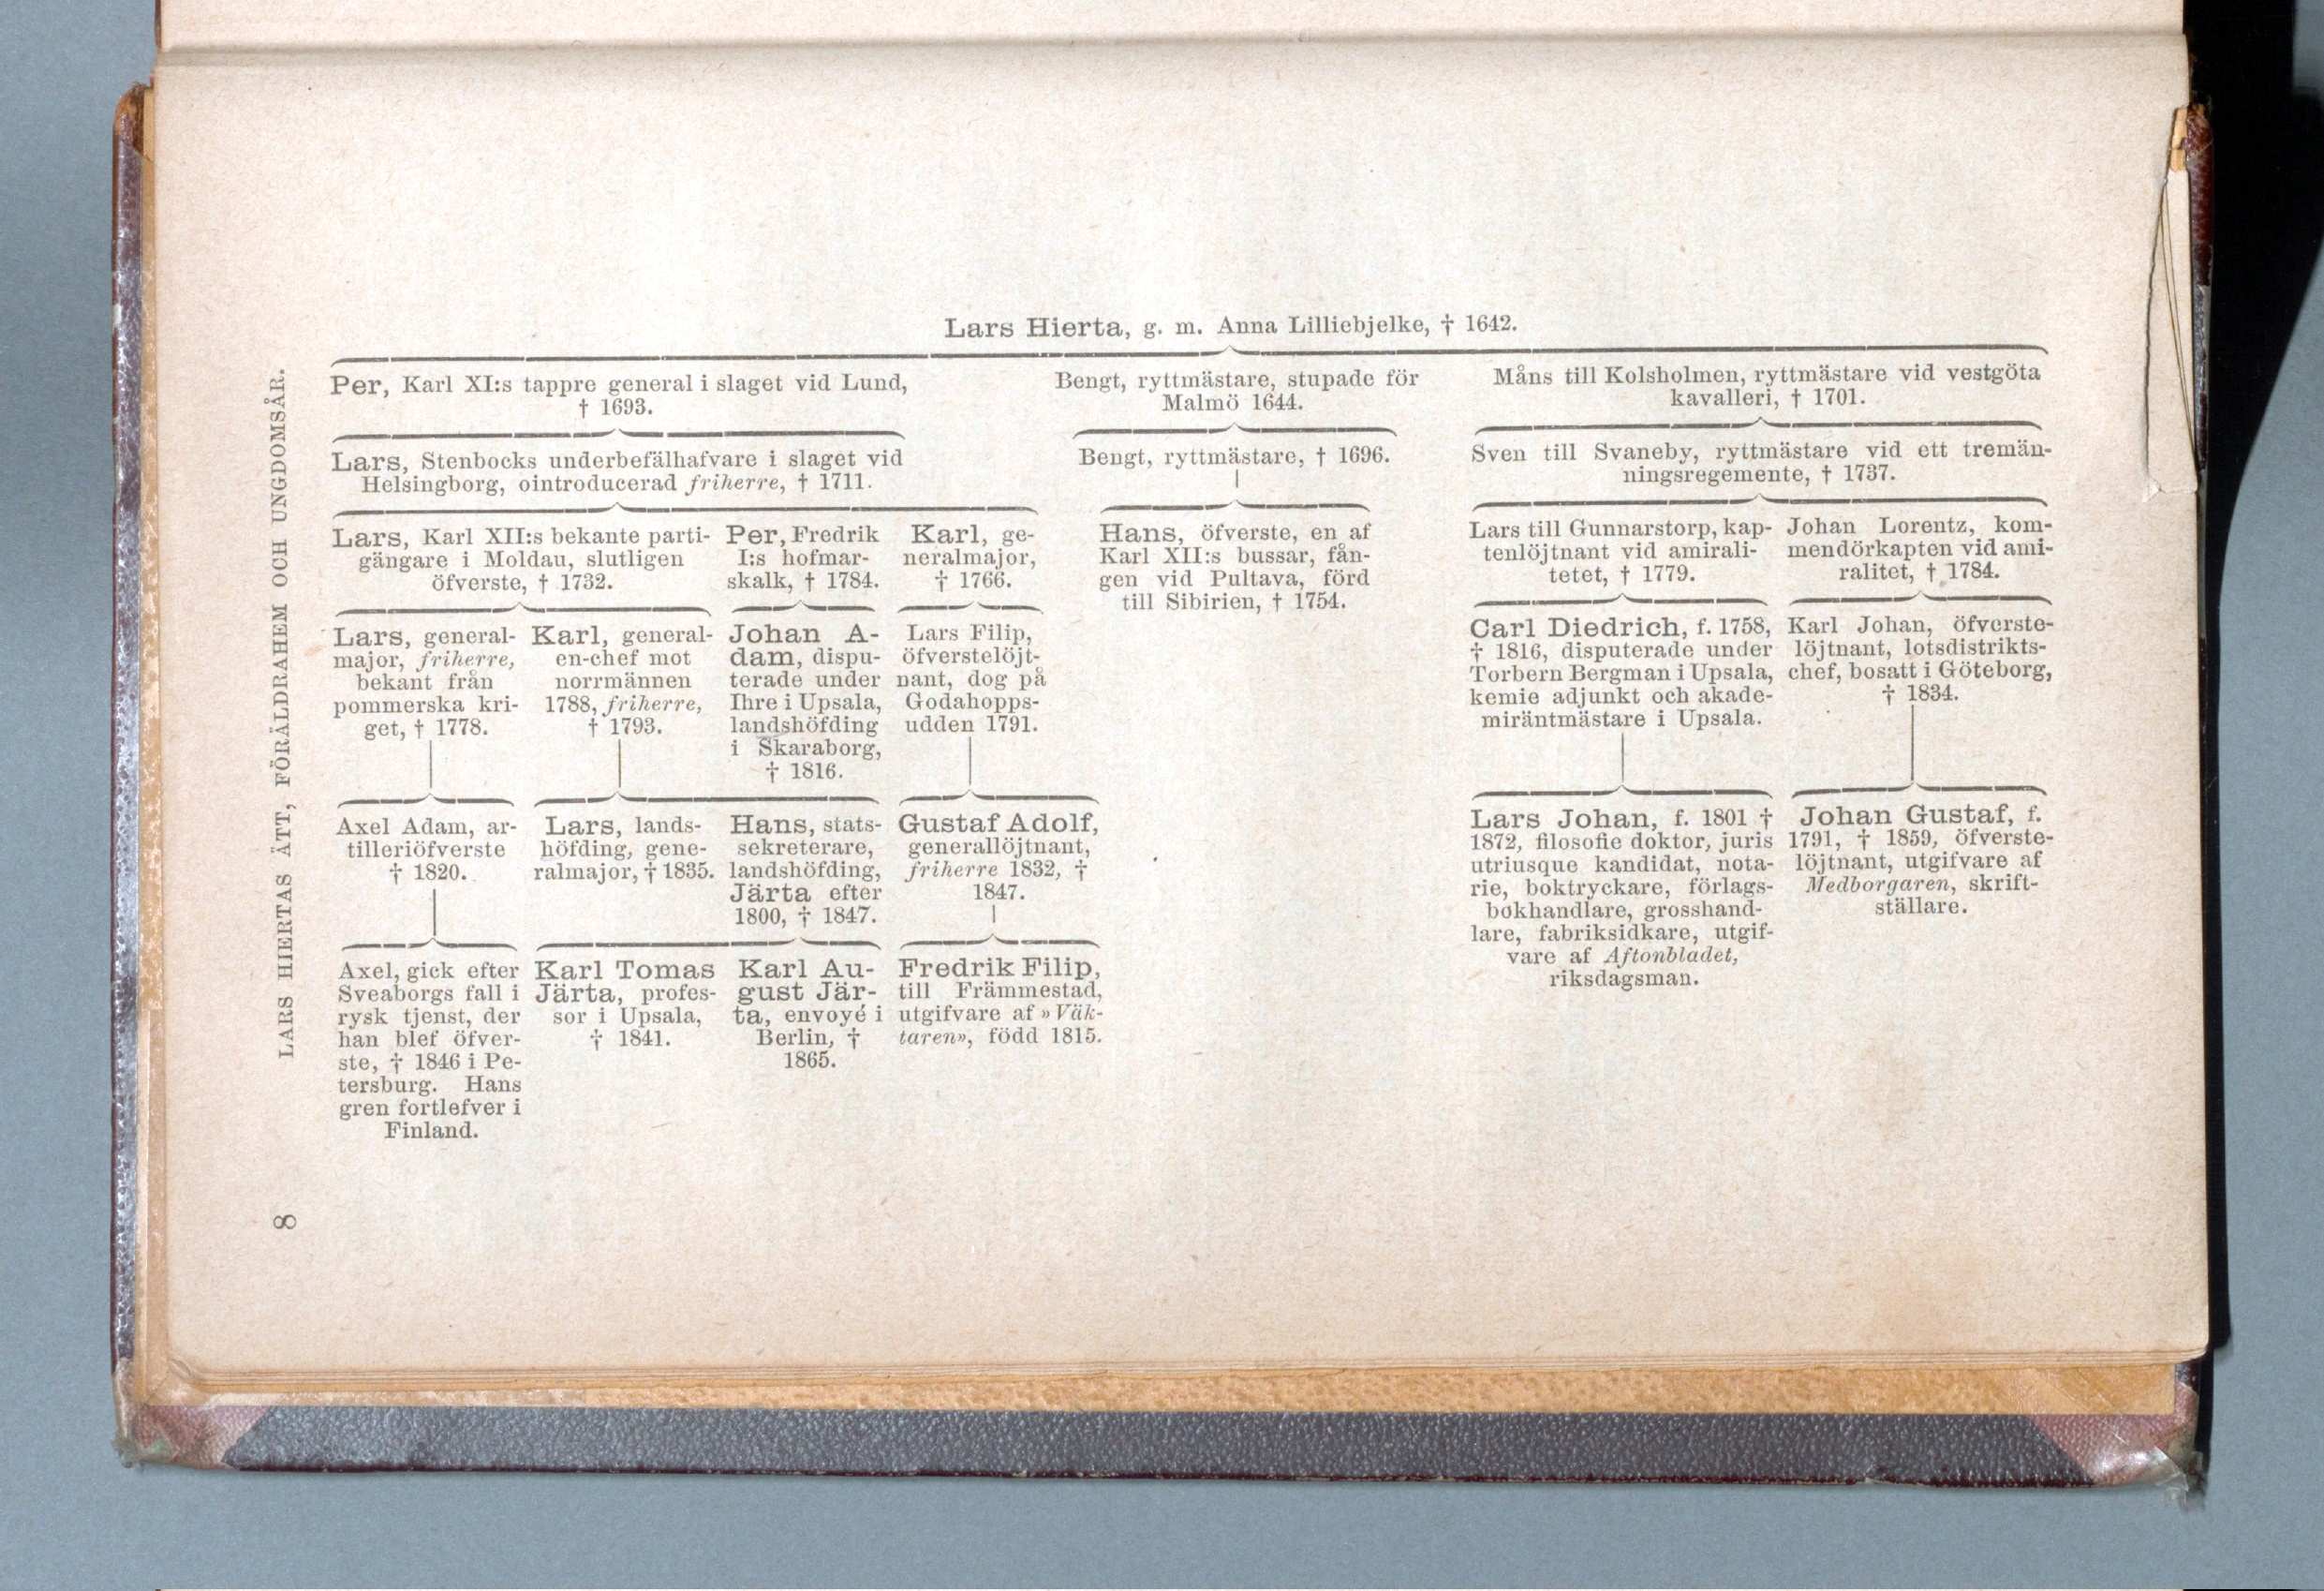 LARS HIERTAS ÄTT, FÖRÄLDRAHEM OCH UNGDOMSÅR.
8
Lars Hierta, g. m. Anna Lilliebjelke, † 1642.
Per, Karl XI:s tappre general i slaget vid Lund,
† 1693.
Bengt, ryttmästare, stupade för
Malmö 1644.
Måns till Kolsholmen, ryttmästare vid vestgöta
kavalleri, † 1701.
Lars, Stenbocks underbefälhafvare i slaget vid
Helsingborg, ointroducerad friherre, † 1711.
Bengt, ryttmästare, † 1696.
Sven till Svaneby, ryttmästare vid ett tremän-
ningsregemente, † 1737.
Lars, Karl XII:s bekante parti-
gängare i Moldau, slutligen
öfverste, † 1732.
Per, Fredrik
I:s hofmar-
skalk, † 1784.
Karl, ge-
neralmajor,
† 1766.
Hans, öfverste, en af
Karl XII:s bussar, fån-
gen vid Pultava, förd
till Sibirien, † 1754.
Lars till Gunnarstorp, kap-
tenlöjtnant vid amirali-
tetet, † 1779.
Johan Lorentz, kom-
mendörkapten vid ami-
ralitet, † 1784.
Lars, general-
major, friherre,
bekant från
pommerska kri-
get, † 1778.
Karl, general-
en-chef mot
norrmännen
1788, friherre,
† 1793.
Johan A-
dam, dispu-
terade under
Ihre i Upsala,
landshöfding
i Skaraborg,
† 1816.
Lars Filip,
öfverstelöjt-
nant, dog på
Godahopps-
udden 1791.
Carl Diedrich, f. 1758,
† 1816, disputerade under
Torbern Bergman i Upsala,
kemie adjunkt och akade-
miräntmästare i Upsala.
Karl Johan, öfverste-
löjtnant, lotsdistrikts-
chef, bosatt i Göteborg,
† 1834.
Axel Adam, ar-
tilleriöfverste
† 1820.
Lars, lands-
höfding, gene-
ralmajor, † 1835.
Hans, stats-
sekreterare,
landshöfding,
Järta efter
1800, † 1847.
Gustaf Adolf,
generallöjtnant,
friherre 1832, †
1847.
Lars Johan, f. 1801 †
1872, filosofie doktor, juris
utriusque kandidat, nota-
rie, boktryckare, förlags-
bokhandlare, grosshand-
lare, fabriksidkare, utgif-
vare af Aftonbladet,
riksdagsman.
Johan Gustaf, f.
1791, † 1859, öfverste-
löjtnant, utgifvare af
Medborgaren, skrift-
ställare.
Axel, gick efter
Sveaborgs fall i
rysk tjenst, der
han blef öfver-
ste, † 1846 i Pe-
tersburg. Hans
gren fortlefver i
Finland.
Karl Tomas
Järta, profes-
sor i Upsala,
† 1841.
Karl Au-
gust Jär-
ta, envoyé i
Berlin, †
1865.
Fredrik Filip,
till Främmestad,
utgifvare af »Väk-
taren», född 1815.